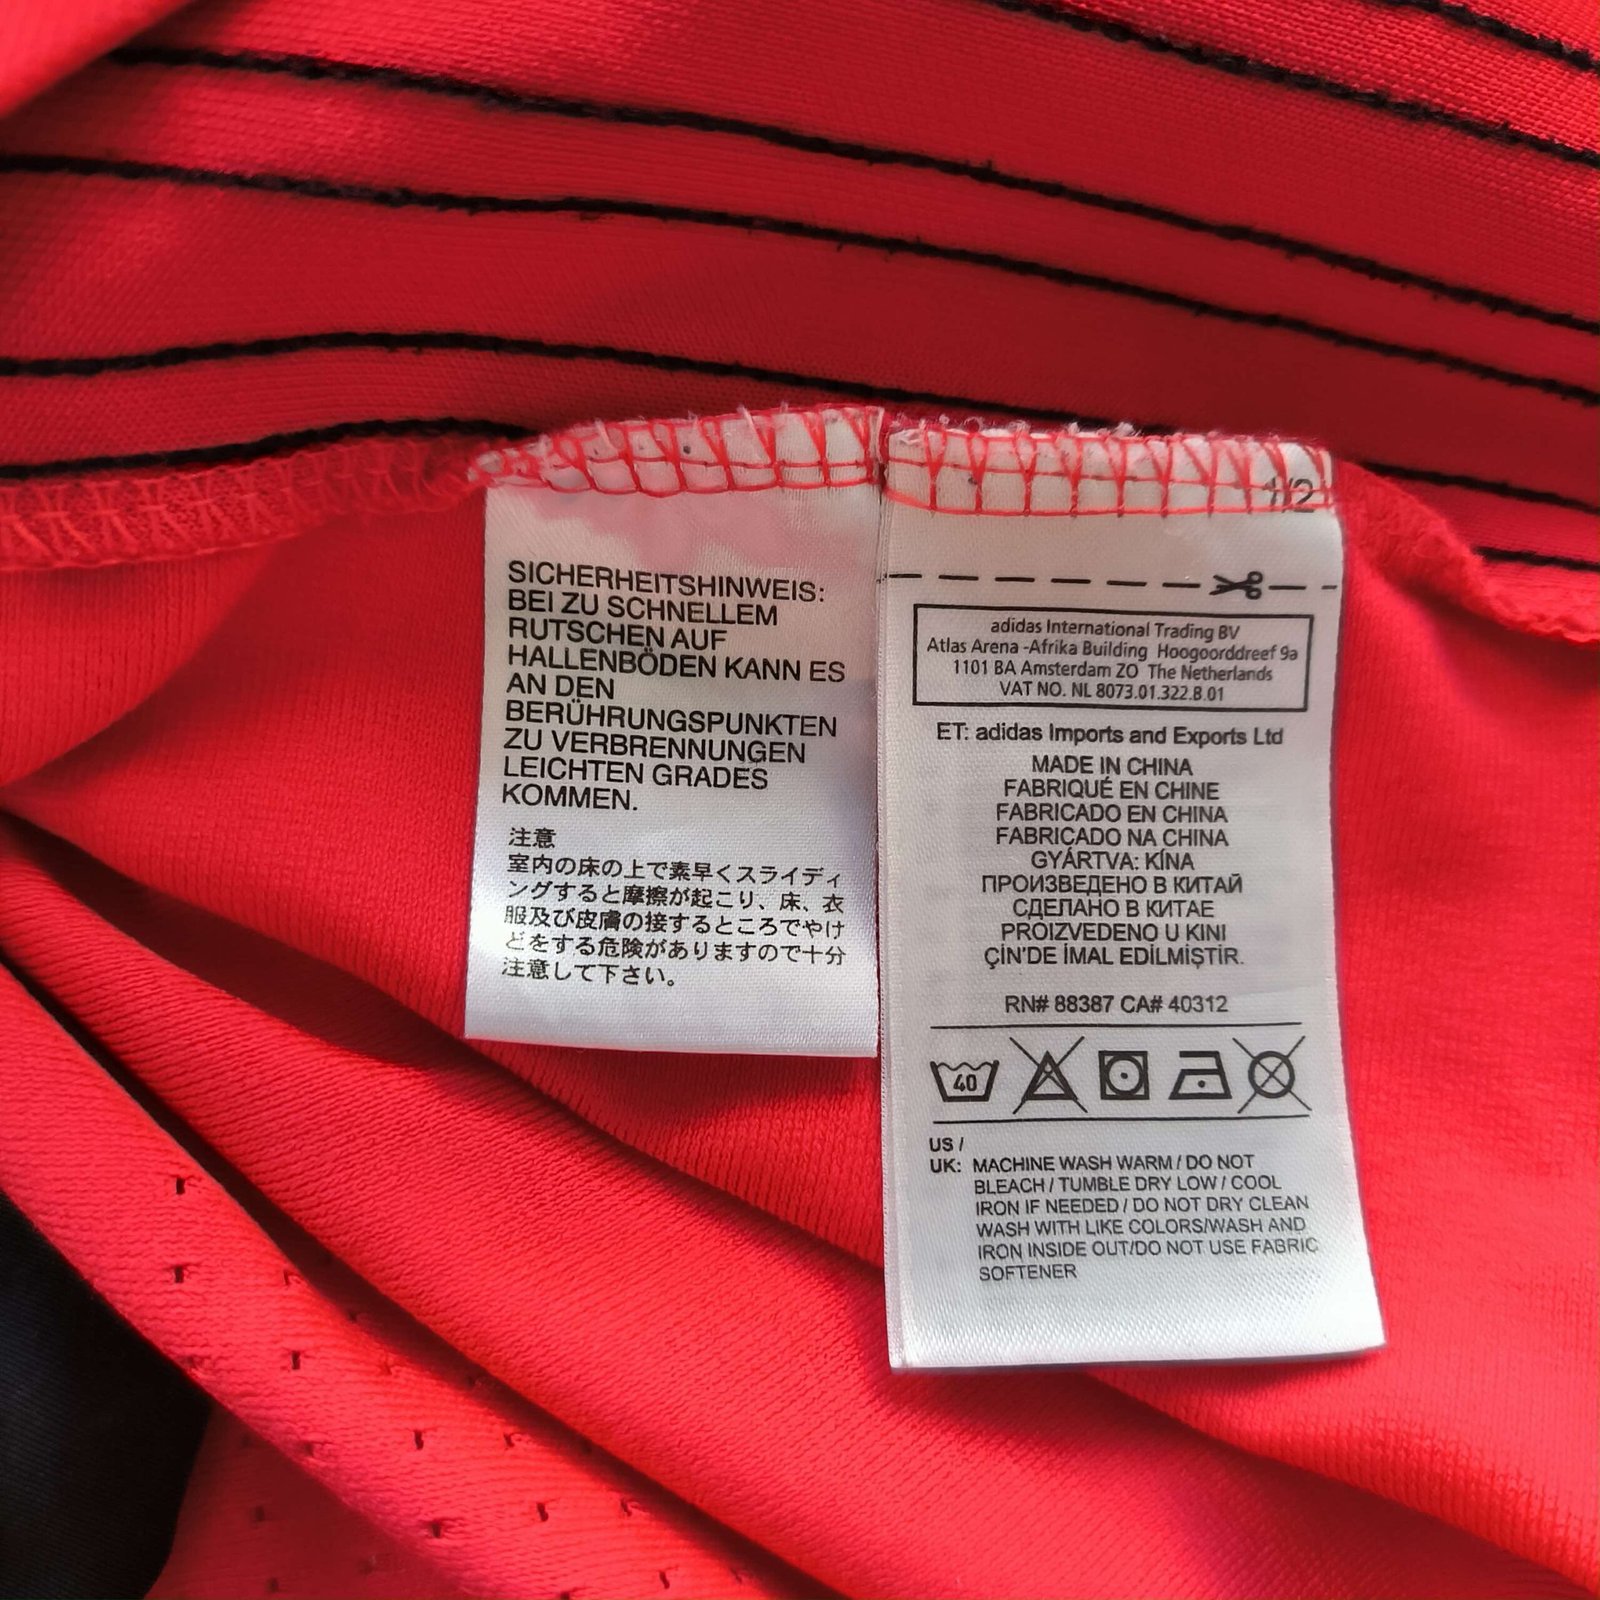 SICHERHEITSHINWEIS:
BEI ZU SCHNELLEM
RUTSCHEN AUF
HALLENBÖDEN KANN ES
AN DEN
BERÜHRUNGSPUNKTEN
ZU VERBRENNUNGEN
LEICHTEN GRADES
KOMMEN.
注意
室内の床の上で素早くスライディ
ングすると摩擦が起こり、床、衣
服及び皮膚の接するところでやけ
どをする危険がありますので十分
注意して下さい。
1/2
adidas International Trading BV
Atlas Arena -Afrika Building Hoogoorddreef 9a
1101 BA Amsterdam ZO The Netherlands
VAT NO. NL 8073.01.322.B.01
ET: adidas Imports and Exports Ltd
MADE IN CHINA
FABRIQUÉ EN CHINE
FABRICADO EN CHINA
FABRICADO NA CHINA
GYÁRTVA: KÍNA
ПРОИЗВЕДЕНО В КИТАЙ
СДЕЛАНО В КИТАЕ
PROIZVEDENO U KINI
ÇİN'DE İMAL EDİLMİŞTİR.
RN# 88387 CA# 40312
40
US /
UK: MACHINE WASH WARM / DO NOT
BLEACH / TUMBLE DRY LOW / COOL
IRON IF NEEDED / DO NOT DRY CLEAN
WASH WITH LIKE COLORS/WASH AND
IRON INSIDE OUT/DO NOT USE FABRIC
SOFTENER